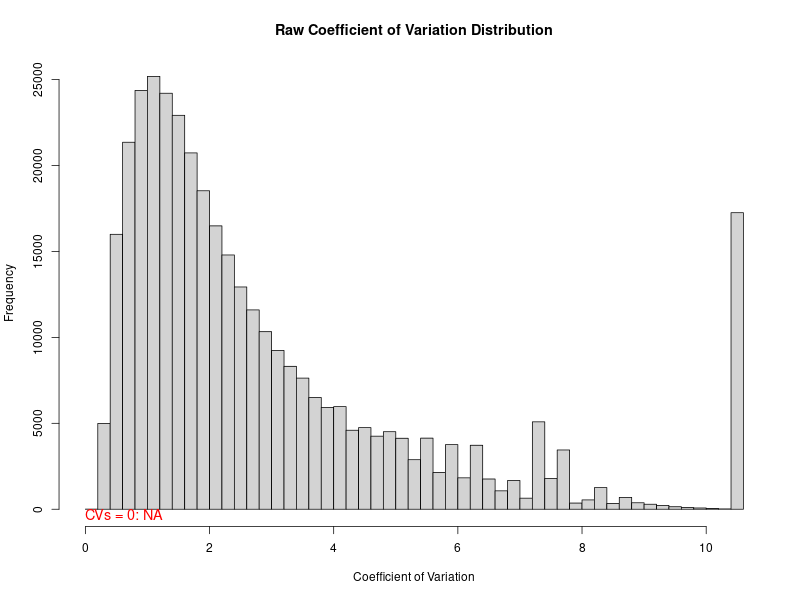 Raw Coefficient of Variation Distribution
25000
20000
15000
10000
5000
0
Frequency
CVs = 0: NA
0 2 4 6 8 10
Coefficient of Variation